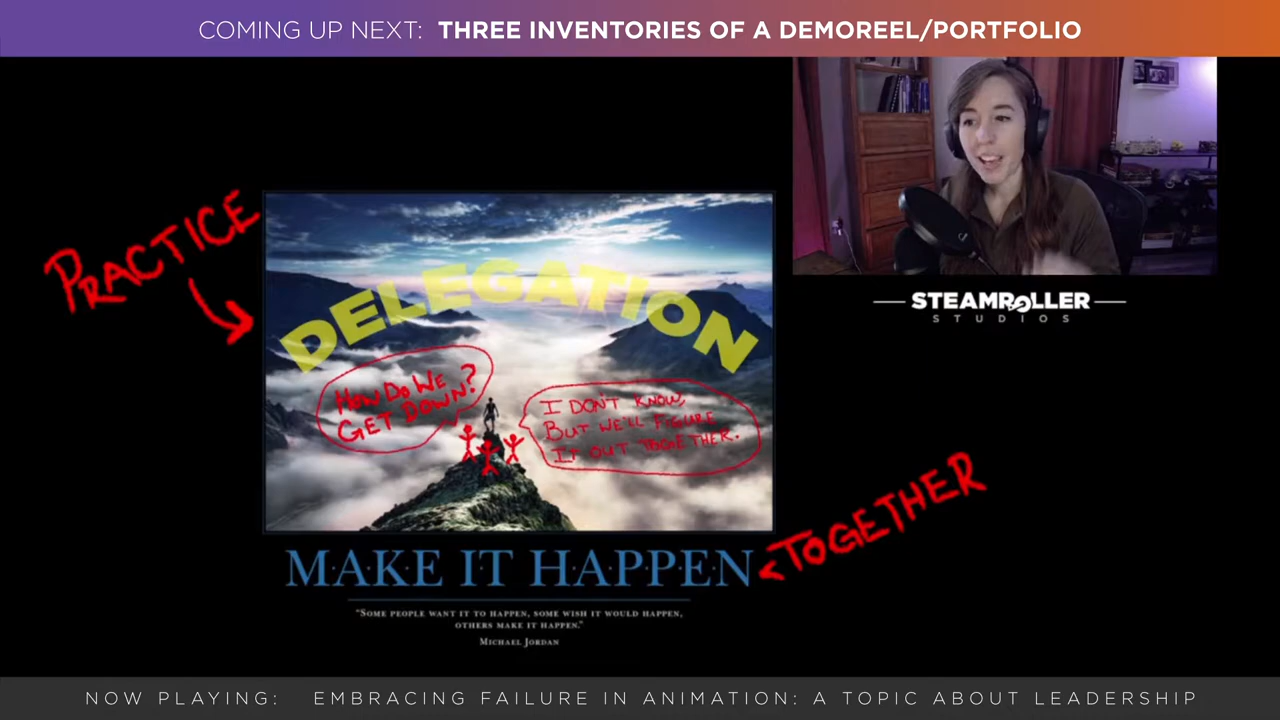 COMING UP NEXT: THREE INVENTORIES OF A DEMOREEL/PORTFOLIO
STEAMROLLER
STUDIOS
PRACTICE
DELEGATION
HOW DO WE
GET DOWN?
I DON'T KNOW,
BUT WE'LL FIGURE
IT OUT TOGETHER.
MAKE IT HAPPEN
TOGETHER
"SOME PEOPLE WANT IT TO HAPPEN, SOME WISH IT WOULD HAPPEN,
OTHERS MAKE IT HAPPEN."
MICHAEL JORDAN
NOW PLAYING: EMBRACING FAILURE IN ANIMATION: A TOPIC ABOUT LEADERSHIP